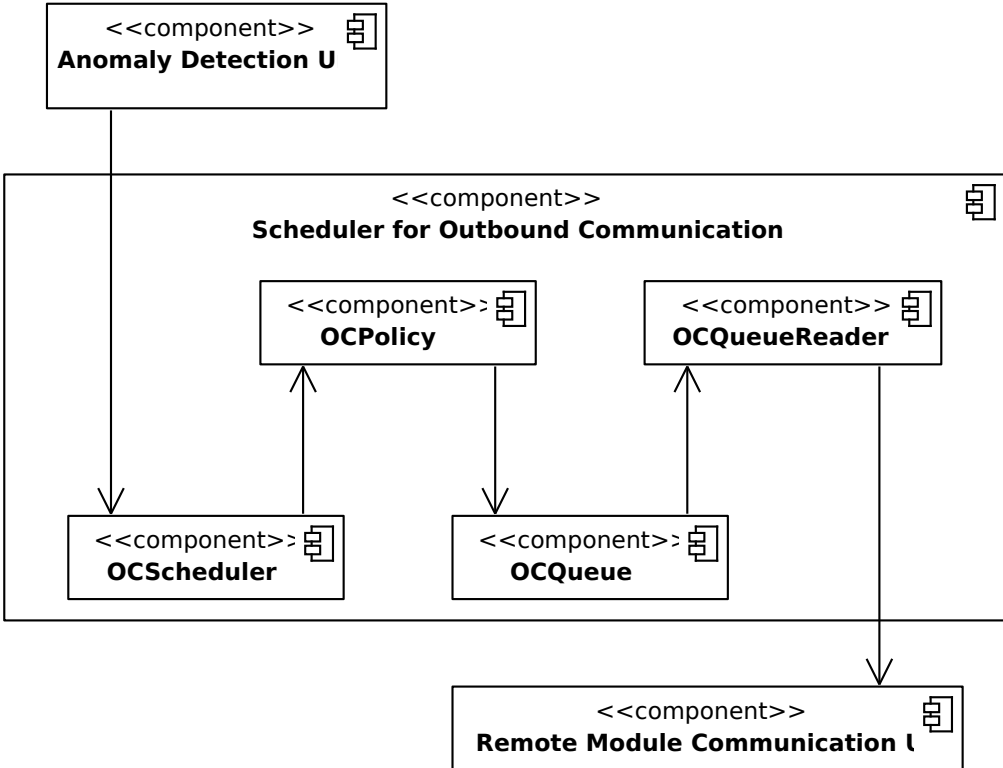 <<component>>
Anomaly Detection U
<<component>>
Scheduler for Outbound Communication
<<component>>
OCPolicy
<<component>>
OCQueueReader
<<component>>
OCScheduler
<<component>>
OCQueue
<<component>>
Remote Module Communication